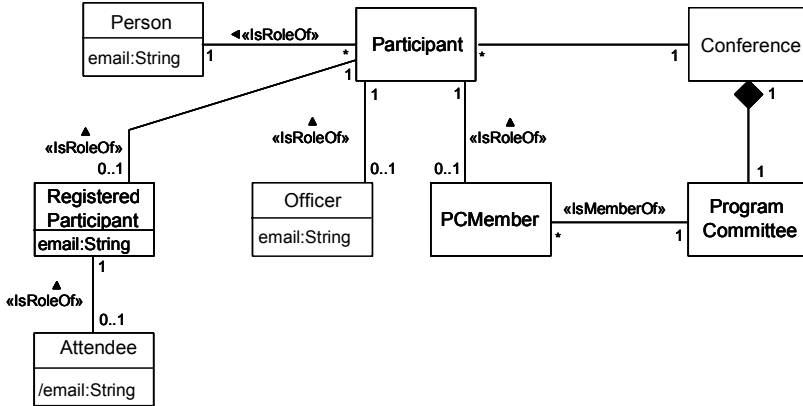 Person
email:String
«IsRoleOf»
1
*
Participant
*
1
Conference
1
1
1
1
«IsRoleOf»
«IsRoleOf»
«IsRoleOf»
0..1
0..1
0..1
1
Registered
Participant
email:String
Officer
email:String
PCMember
«IsMemberOf»
*
1
Program
Committee
1
«IsRoleOf»
0..1
Attendee
/email:String